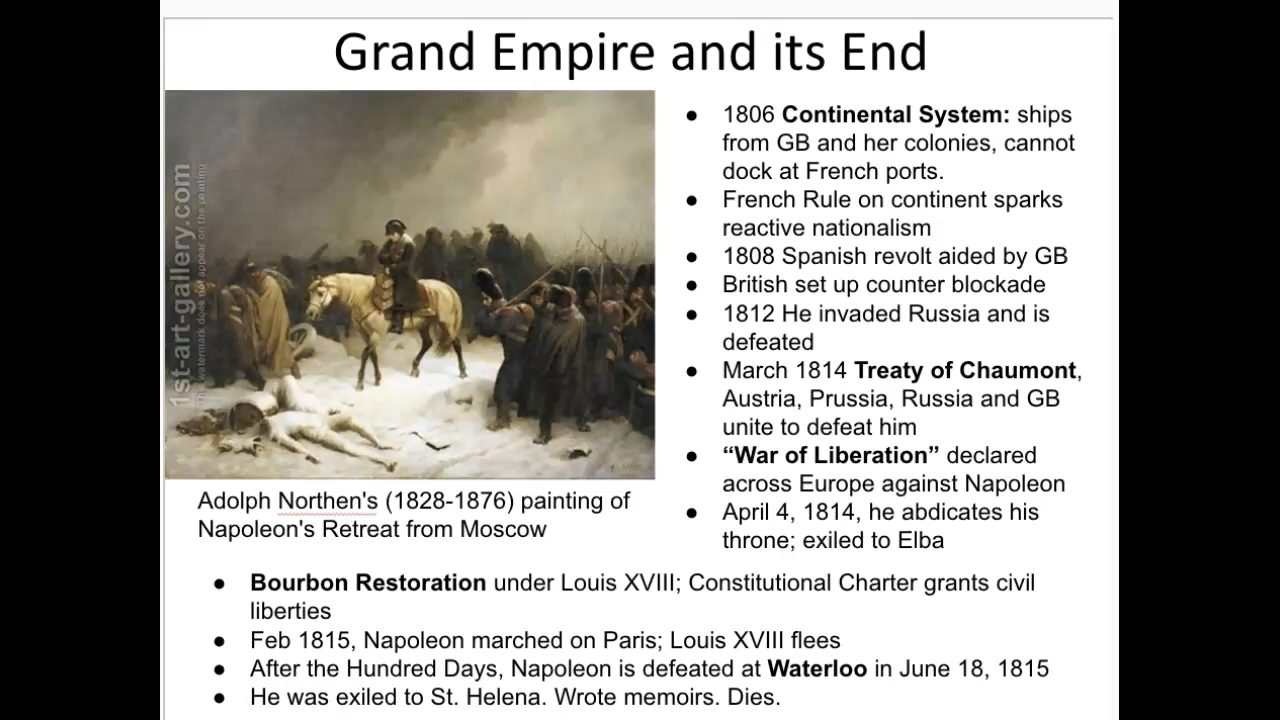 Grand Empire and its End
1st-art-gallery.com
The watermark does not appear on the painting
Adolph Northen's (1828-1876) painting of
Napoleon's Retreat from Moscow
● 1806 Continental System: ships
from GB and her colonies, cannot
dock at French ports.
● French Rule on continent sparks
reactive nationalism
● 1808 Spanish revolt aided by GB
● British set up counter blockade
● 1812 He invaded Russia and is
defeated
● March 1814 Treaty of Chaumont,
Austria, Prussia, Russia and GB
unite to defeat him
● “War of Liberation” declared
across Europe against Napoleon
● April 4, 1814, he abdicates his
throne; exiled to Elba
● Bourbon Restoration under Louis XVIII; Constitutional Charter grants civil
liberties
● Feb 1815, Napoleon marched on Paris; Louis XVIII flees
● After the Hundred Days, Napoleon is defeated at Waterloo in June 18, 1815
● He was exiled to St. Helena. Wrote memoirs. Dies.